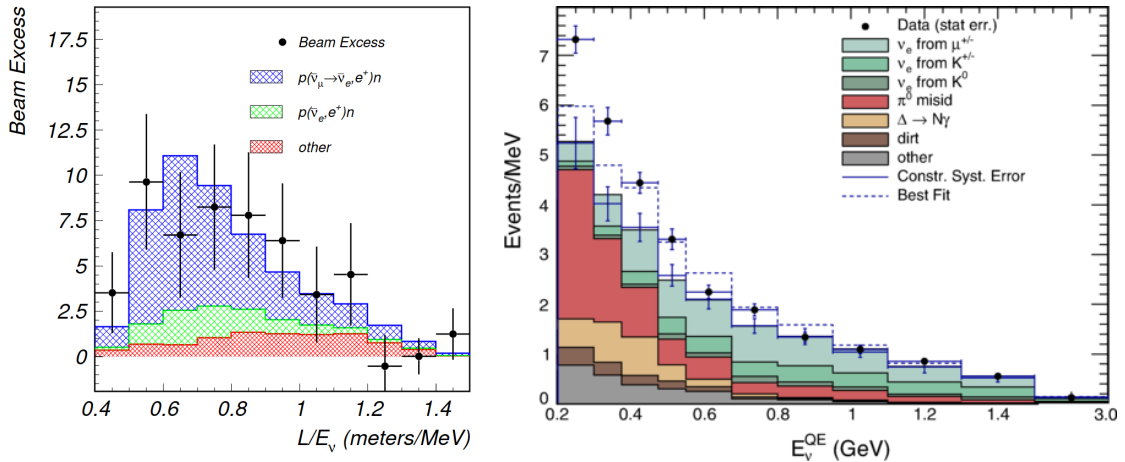 Beam Excess
17.5
15
12.5
10
7.5
5
2.5
0
Beam Excess
p(ν̄μ→ν̄e,e⁺)n
p(ν̄e,e⁺)n
other
0.4 0.6 0.8 1.0 1.2 1.4
L/Eν (meters/MeV)
Events/MeV
7
6
5
4
3
2
1
0
Data (stat err.)
νe from μ+/-
νe from K+/-
νe from K0
π0 misid
Δ → Nγ
dirt
other
Constr. Syst. Error
Best Fit
0.2 0.4 0.6 0.8 1.0 1.2 1.4 3.0
EνQE (GeV)